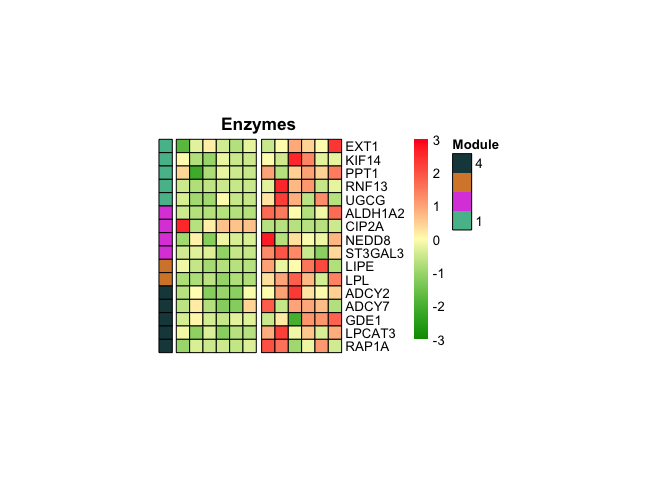 Enzymes
EXT1
KIF14
PPT1
RNF13
UGCG
ALDH1A2
CIP2A
NEDD8
ST3GAL3
LIPE
LPL
ADCY2
ADCY7
GDE1
LPCAT3
RAP1A
3
2
1
0
-1
-2
-3
Module
4
1